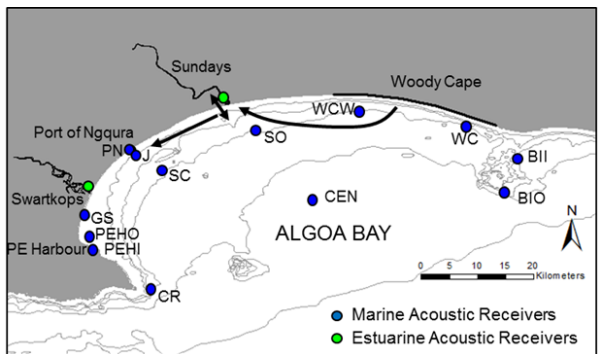 Sundays
Woody Cape
WCW
WC
Port of Ngqura
PN
J
SO
BII
SC
Swartkops
BIO
CEN
GS
N
PEHO
ALGOA BAY
PE Harbour
PEHI
0 5 10 15 20
Kilometers
CR
Marine Acoustic Receivers
Estuarine Acoustic Receivers